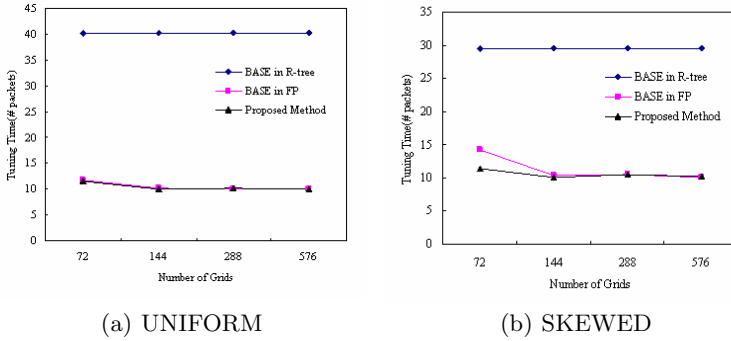 45
40
35
30
25
20
15
10
5
0
Tuning Time(# packets)
BASE in R-tree
BASE in FP
Proposed Method
72 144 288 576
Number of Grids
(a) UNIFORM
35
30
25
20
15
10
5
0
Tuning Time(# packets)
BASE in R-tree
BASE in FP
Proposed Method
72 144 288 576
Number of Grids
(b) SKEWED